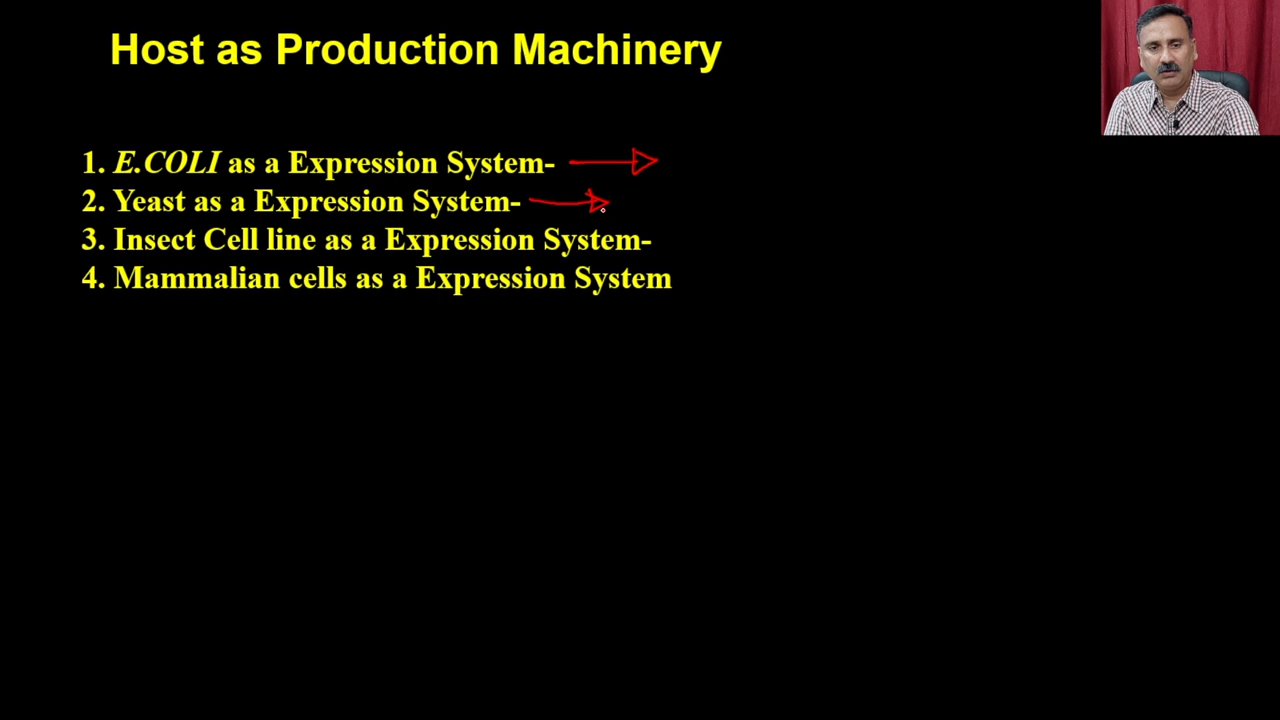 Host as Production Machinery
1. E.COLI as a Expression System-
2. Yeast as a Expression System-
3. Insect Cell line as a Expression System-
4. Mammalian cells as a Expression System